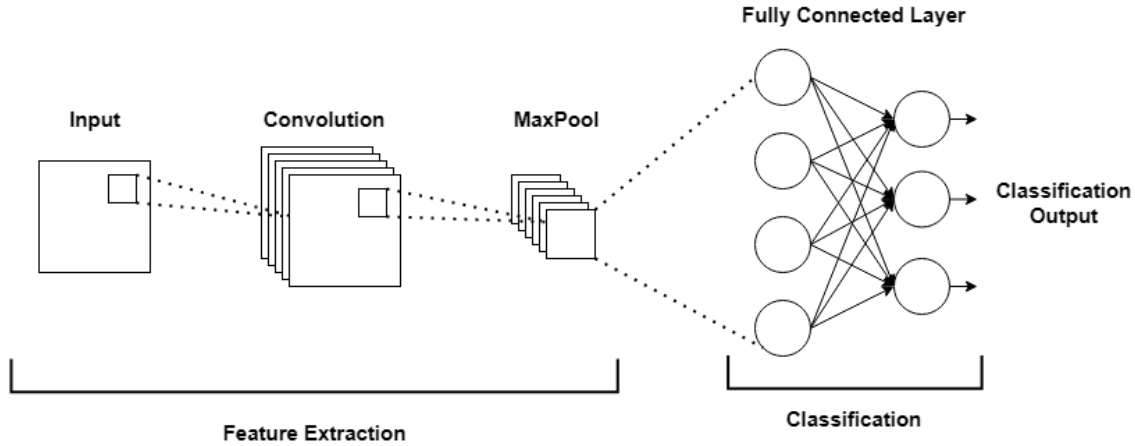 Fully Connected Layer
Input
Convolution
MaxPool
Classification
Output
Feature Extraction
Classification